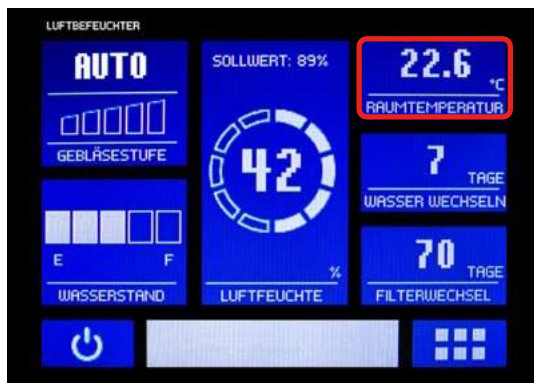 LUFTBEFEUCHTER
AUTO
GEBLÄSESTUFE
E F
WASSERSTAND
SOLLWERT: 89%
42
%
LUFTFEUCHTE
22.6 °C
RAUMTEMPERATUR
7 TAGE
WASSER WECHSELN
70 TAGE
FILTERWECHSEL